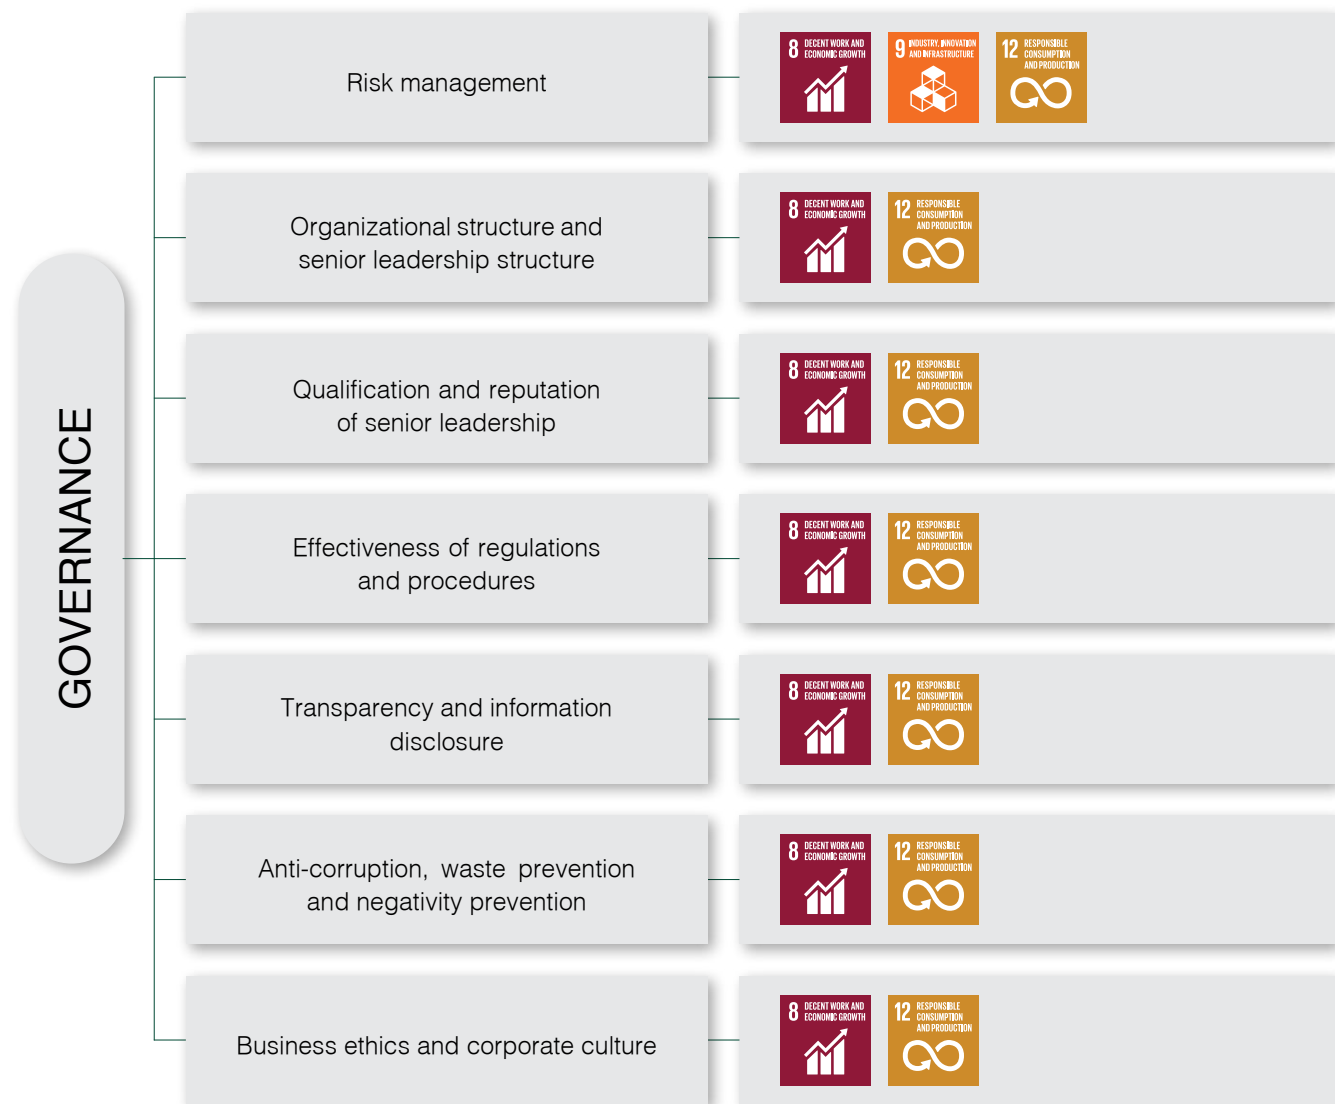 GOVERNANCE
Risk management
8 DECENT WORK AND
ECONOMIC GROWTH
9 INDUSTRY, INNOVATION
AND INFRASTRUCTURE
12 RESPONSIBLE
CONSUMPTION
AND PRODUCTION
Organizational structure and
senior leadership structure
8 DECENT WORK AND
ECONOMIC GROWTH
12 RESPONSIBLE
CONSUMPTION
AND PRODUCTION
Qualification and reputation
of senior leadership
8 DECENT WORK AND
ECONOMIC GROWTH
12 RESPONSIBLE
CONSUMPTION
AND PRODUCTION
Effectiveness of regulations
and procedures
8 DECENT WORK AND
ECONOMIC GROWTH
12 RESPONSIBLE
CONSUMPTION
AND PRODUCTION
Transparency and information
disclosure
8 DECENT WORK AND
ECONOMIC GROWTH
12 RESPONSIBLE
CONSUMPTION
AND PRODUCTION
Anti-corruption, waste prevention
and negativity prevention
8 DECENT WORK AND
ECONOMIC GROWTH
12 RESPONSIBLE
CONSUMPTION
AND PRODUCTION
Business ethics and corporate culture
8 DECENT WORK AND
ECONOMIC GROWTH
12 RESPONSIBLE
CONSUMPTION
AND PRODUCTION